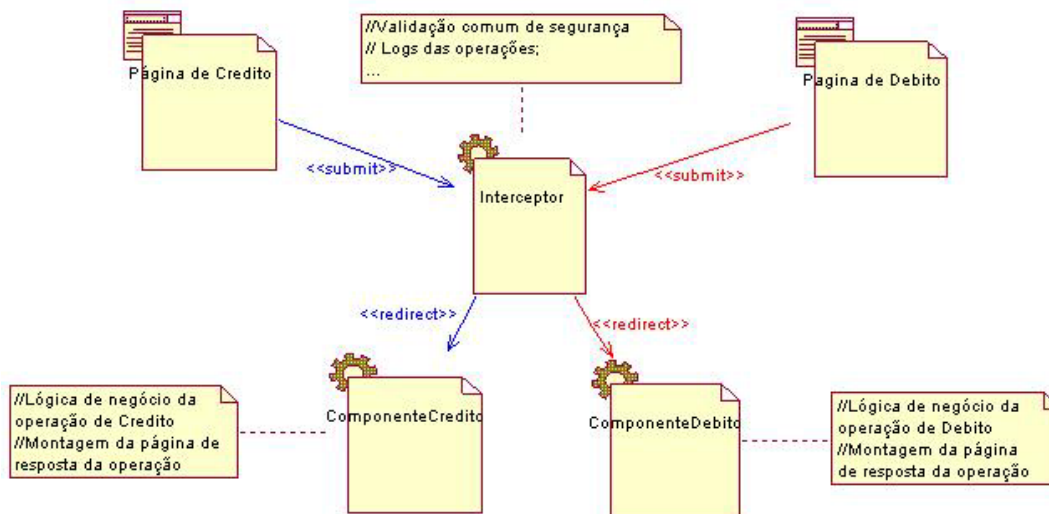 //Validação comum de segurança
// Logs das operações;
...
Página de Credito
Pagina de Debito
<<submit>>
<<submit>>
Interceptor
<<redirect>>
<<redirect>>
//Lógica de negócio da
operação de Credito
//Montagem da página de
resposta da operação
ComponenteCredito
ComponenteDebito
//Lógica de negócio da
operação de Debito
//Montagem da página
de resposta da operação